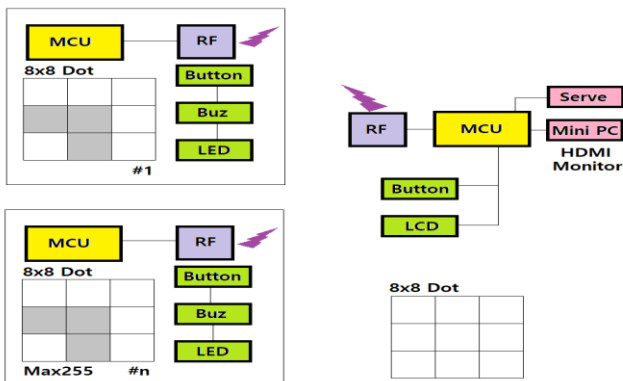 MCU
RF
8x8 Dot
Button
Buz
LED
#1
MCU
RF
8x8 Dot
Button
Buz
LED
Max255 #n
RF
MCU
Serve
Mini PC
HDMI
Monitor
Button
LCD
8x8 Dot